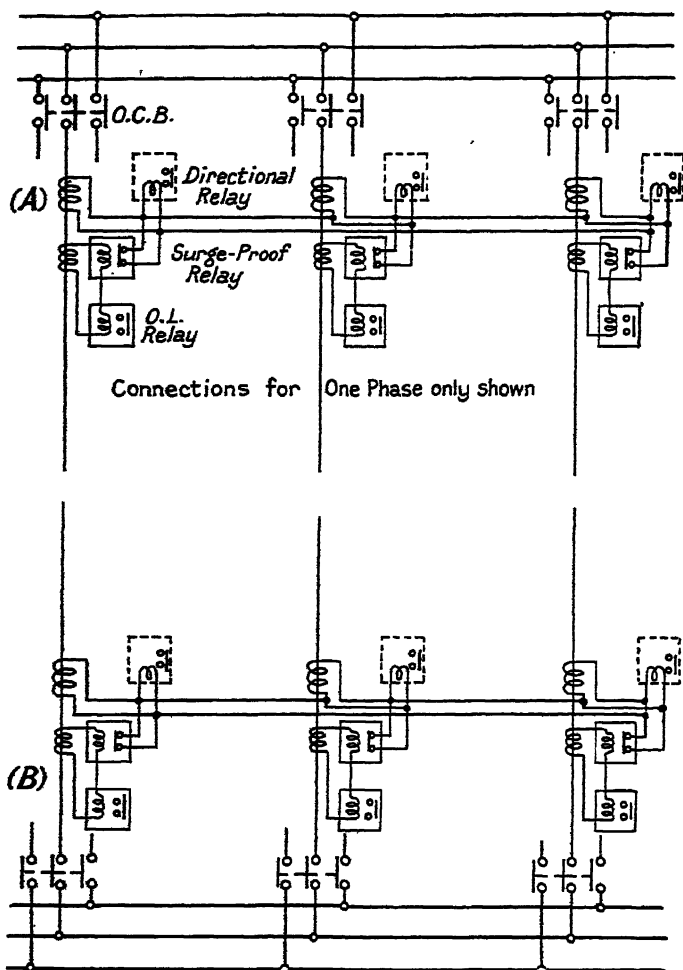 O.C.B.
(A)
Directional
Relay
Surge-Proof
Relay
O.L.
Relay
Connections for One Phase only shown
(B)